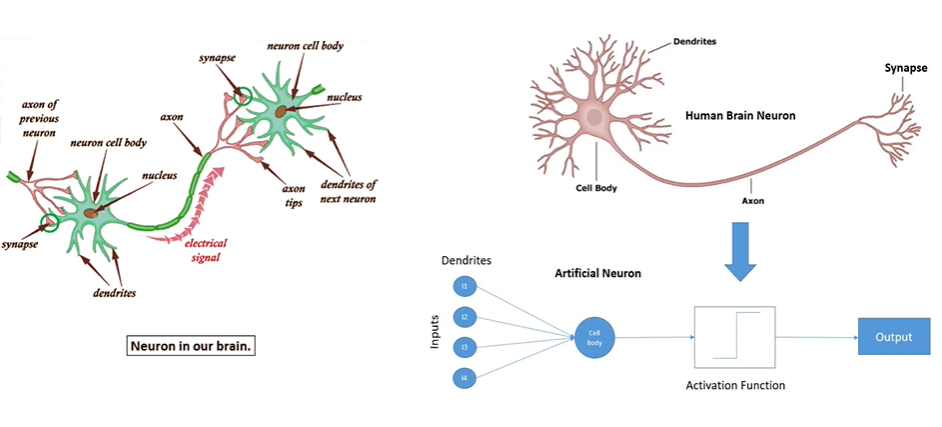 neuron cell body
synapse
nucleus
axon of
previous
neuron
axon
neuron cell body
nucleus
axon
tips
dendrites of
next neuron
synapse
electrical
signal
dendrites
Neuron in our brain.
Dendrites
Synapse
Human Brain Neuron
Cell Body
Axon
Dendrites
Artificial Neuron
Inputs
I1
I2
I3
I4
Cell
Body
Output
Activation Function